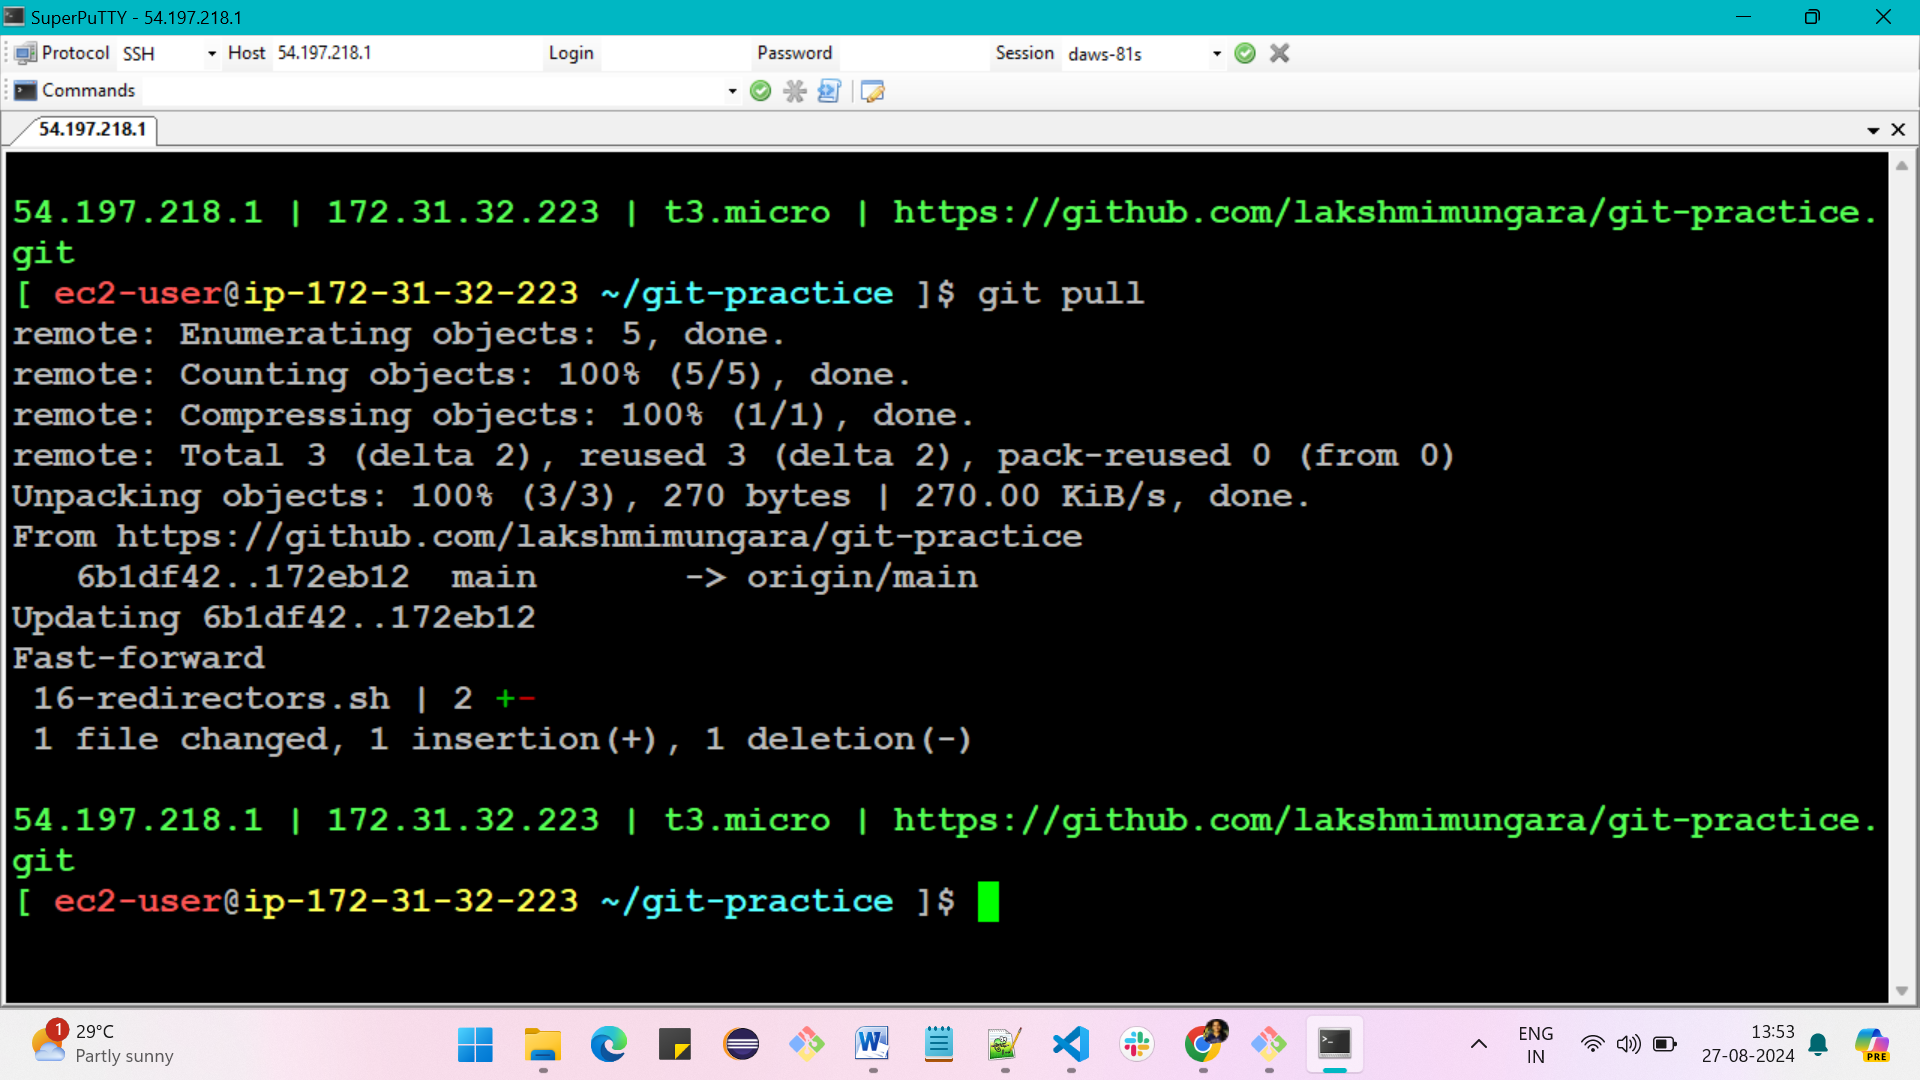 SuperPuTTY - 54.197.218.1
Protocol SSH Host 54.197.218.1 Login Password Session daws-81s
Commands
54.197.218.1
54.197.218.1 | 172.31.32.223 | t3.micro | https://github.com/lakshmimungara/git-practice.
git
[ ec2-user@ip-172-31-32-223 ~/git-practice ]$ git pull
remote: Enumerating objects: 5, done.
remote: Counting objects: 100% (5/5), done.
remote: Compressing objects: 100% (1/1), done.
remote: Total 3 (delta 2), reused 3 (delta 2), pack-reused 0 (from 0)
Unpacking objects: 100% (3/3), 270 bytes | 270.00 KiB/s, done.
From https://github.com/lakshmimungara/git-practice
6b1df42..172eb12 main -> origin/main
Updating 6b1df42..172eb12
Fast-forward
16-redirectors.sh | 2 +-
1 file changed, 1 insertion(+), 1 deletion(-)
54.197.218.1 | 172.31.32.223 | t3.micro | https://github.com/lakshmimungara/git-practice.
git
[ ec2-user@ip-172-31-32-223 ~/git-practice ]$
1 29°C
Partly sunny
ENG
IN
13:53
27-08-2024
PRE